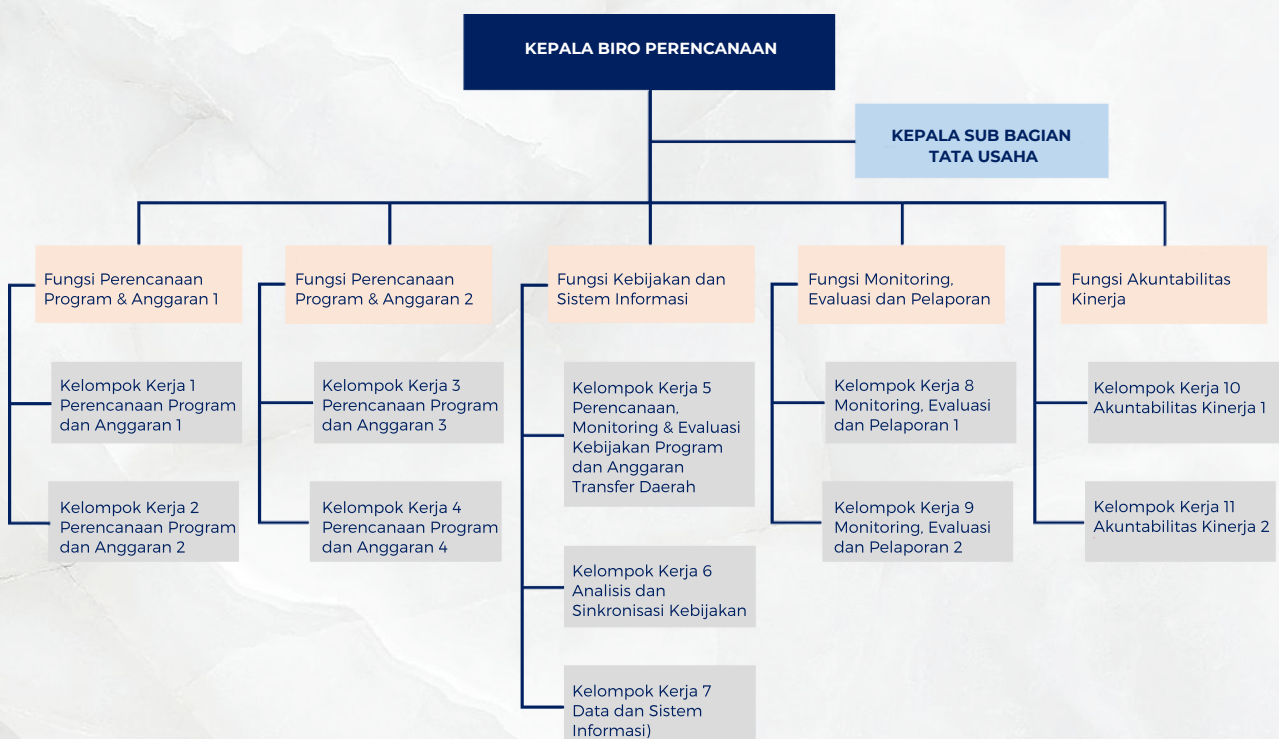 KEPALA BIRO PERENCANAAN
KEPALA SUB BAGIAN
TATA USAHA
Fungsi Perencanaan
Program & Anggaran 1
Fungsi Perencanaan
Program & Anggaran 2
Fungsi Kebijakan dan
Sistem Informasi
Fungsi Monitoring,
Evaluasi dan Pelaporan
Fungsi Akuntabilitas
Kinerja
Kelompok Kerja 1
Perencanaan Program
dan Anggaran 1
Kelompok Kerja 3
Perencanaan Program
dan Anggaran 3
Kelompok Kerja 5
Perencanaan,
Monitoring & Evaluasi
Kebijakan Program
dan Anggaran
Transfer Daerah
Kelompok Kerja 8
Monitoring, Evaluasi
dan Pelaporan 1
Kelompok Kerja 10
Akuntabilitas Kinerja 1
Kelompok Kerja 2
Perencanaan Program
dan Anggaran 2
Kelompok Kerja 4
Perencanaan Program
dan Anggaran 4
Kelompok Kerja 9
Monitoring, Evaluasi
dan Pelaporan 2
Kelompok Kerja 11
Akuntabilitas Kinerja 2
Kelompok Kerja 6
Analisis dan
Sinkronisasi Kebijakan
Kelompok Kerja 7
Data dan Sistem
Informasi)